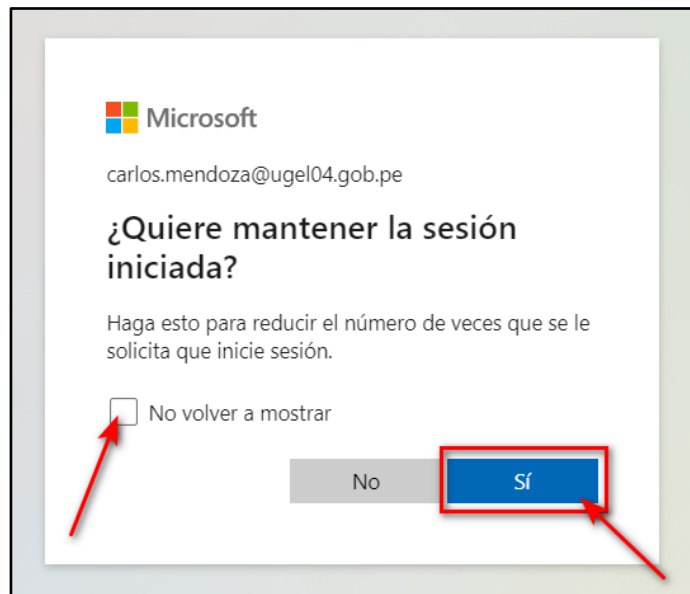 Microsoft
carlos.mendoza@ugel04.gob.pe
¿Quiere mantener la sesión
iniciada?
Haga esto para reducir el número de veces que se le
solicita que inicie sesión.
No volver a mostrar
No Sí